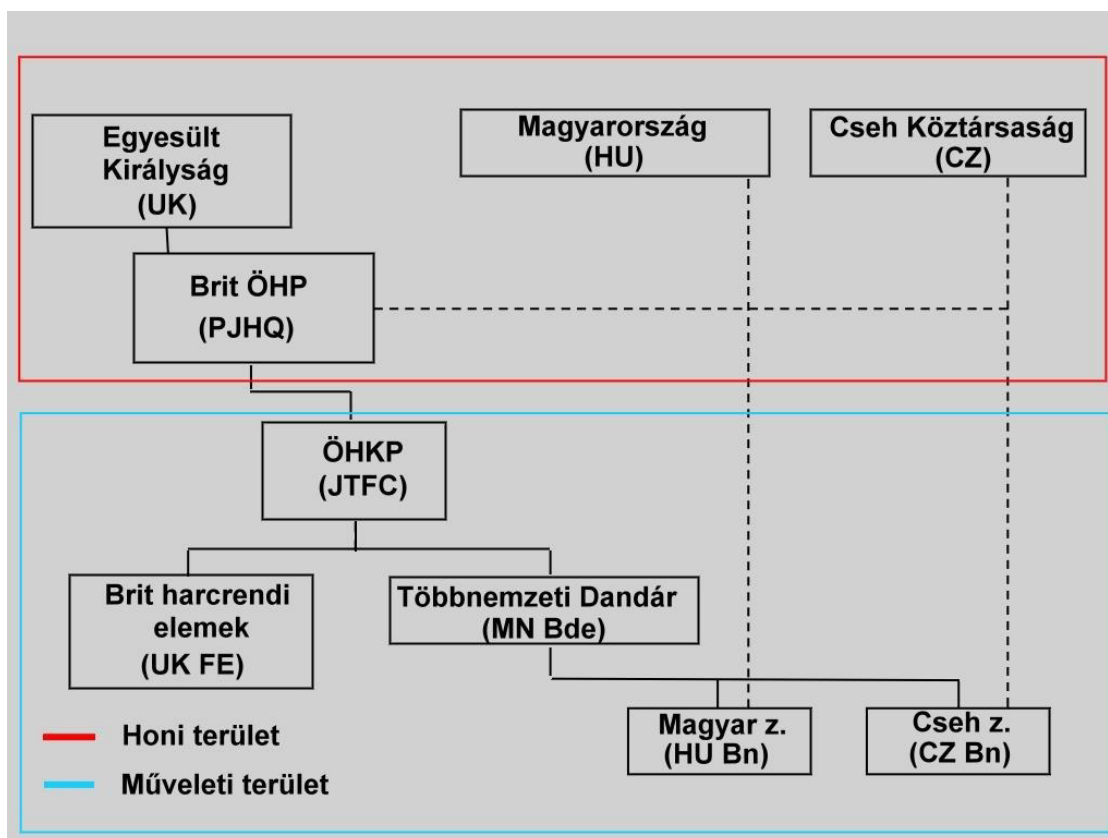 Egyesült
Királyság
(UK)
Magyarország
(HU)
Cseh Köztársaság
(CZ)
Brit ÖHP
(PJHQ)
ÖHKP
(JTFC)
Brit harcrendi
elemek
(UK FE)
Többnemzeti Dandár
(MN Bde)
Magyar z.
(HU Bn)
Cseh z.
(CZ Bn)
Honi terület
Műveleti terület